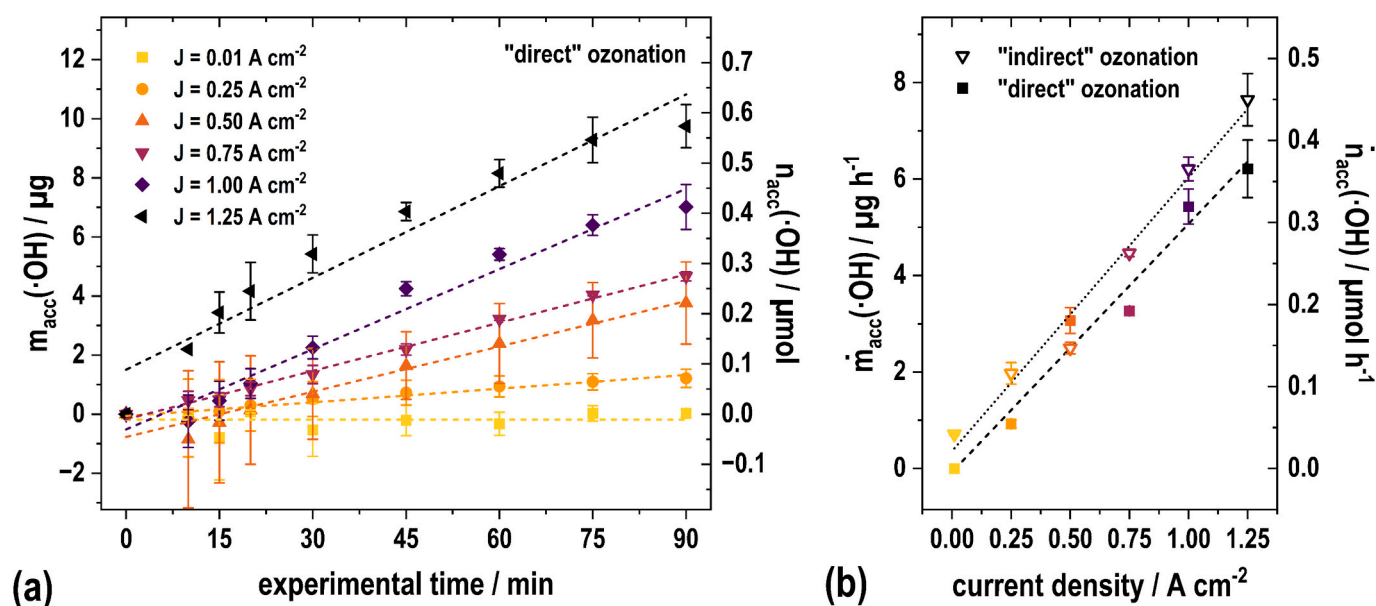 "direct" ozonation
J = 0.01 A cm⁻²
J = 0.25 A cm⁻²
J = 0.50 A cm⁻²
J = 0.75 A cm⁻²
J = 1.00 A cm⁻²
J = 1.25 A cm⁻²
12
10
8
6
4
2
0
−2
m_acc(·OH) / µg
0.7
0.6
0.5
0.4
0.3
0.2
0.1
0.0
−0.1
n_acc(·OH) / µmol
0 15 30 45 60 75 90
experimental time / min
(a)
"indirect" ozonation
"direct" ozonation
8
6
4
2
0
ṁ_acc(·OH) / µg h⁻¹
0.5
0.4
0.3
0.2
0.1
0.0
ṅ_acc(·OH) / µmol h⁻¹
0.00 0.25 0.50 0.75 1.00 1.25
current density / A cm⁻²
(b)